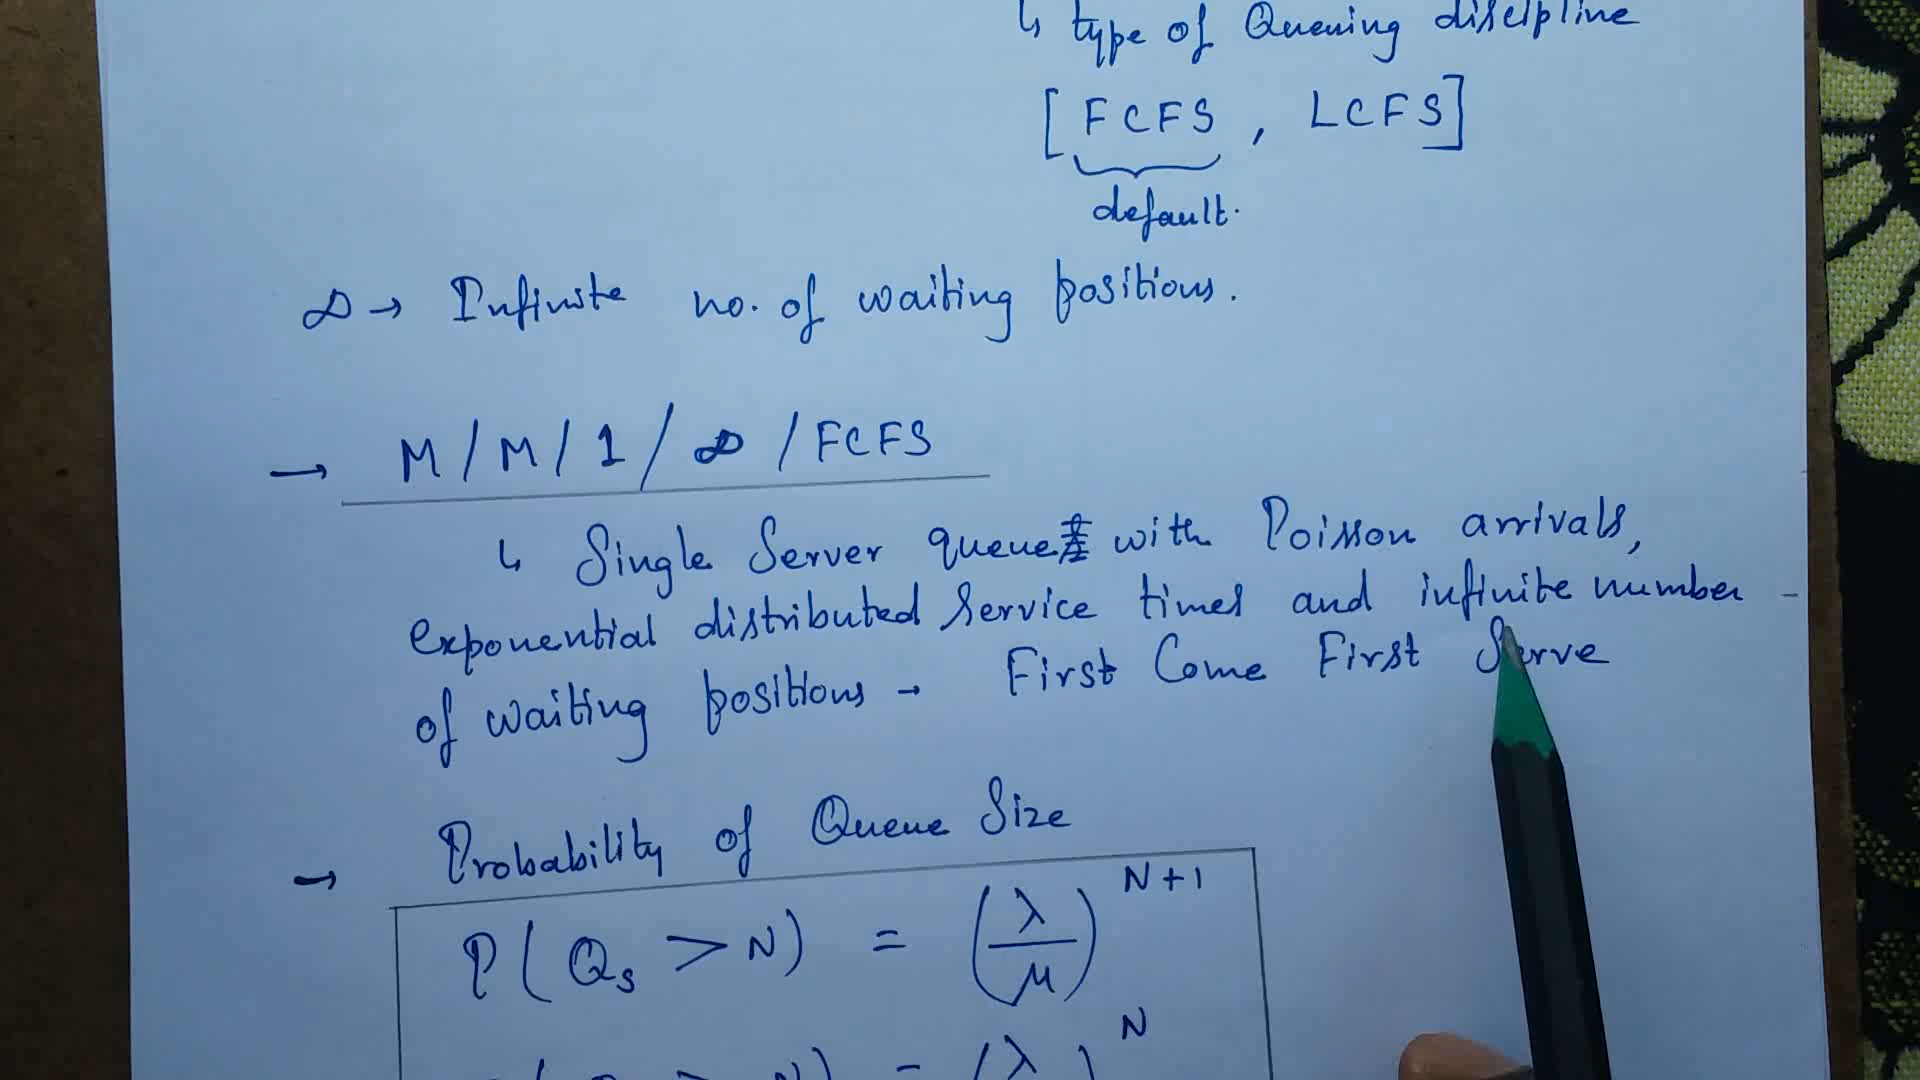 ↳ type of Queuing discipline
[FCFS, LCFS]
default.
∞ → Infinite no. of waiting positions.
→ M/M/1/∞/FCFS
↳ Single Server queue with Poisson arrivals,
exponential distributed service times and infinite number -
of waiting positions - First Come First Serve
→ Probability of Queue Size
P(Qs > N) = (λ/μ)^N+1
N) = (λ )^N